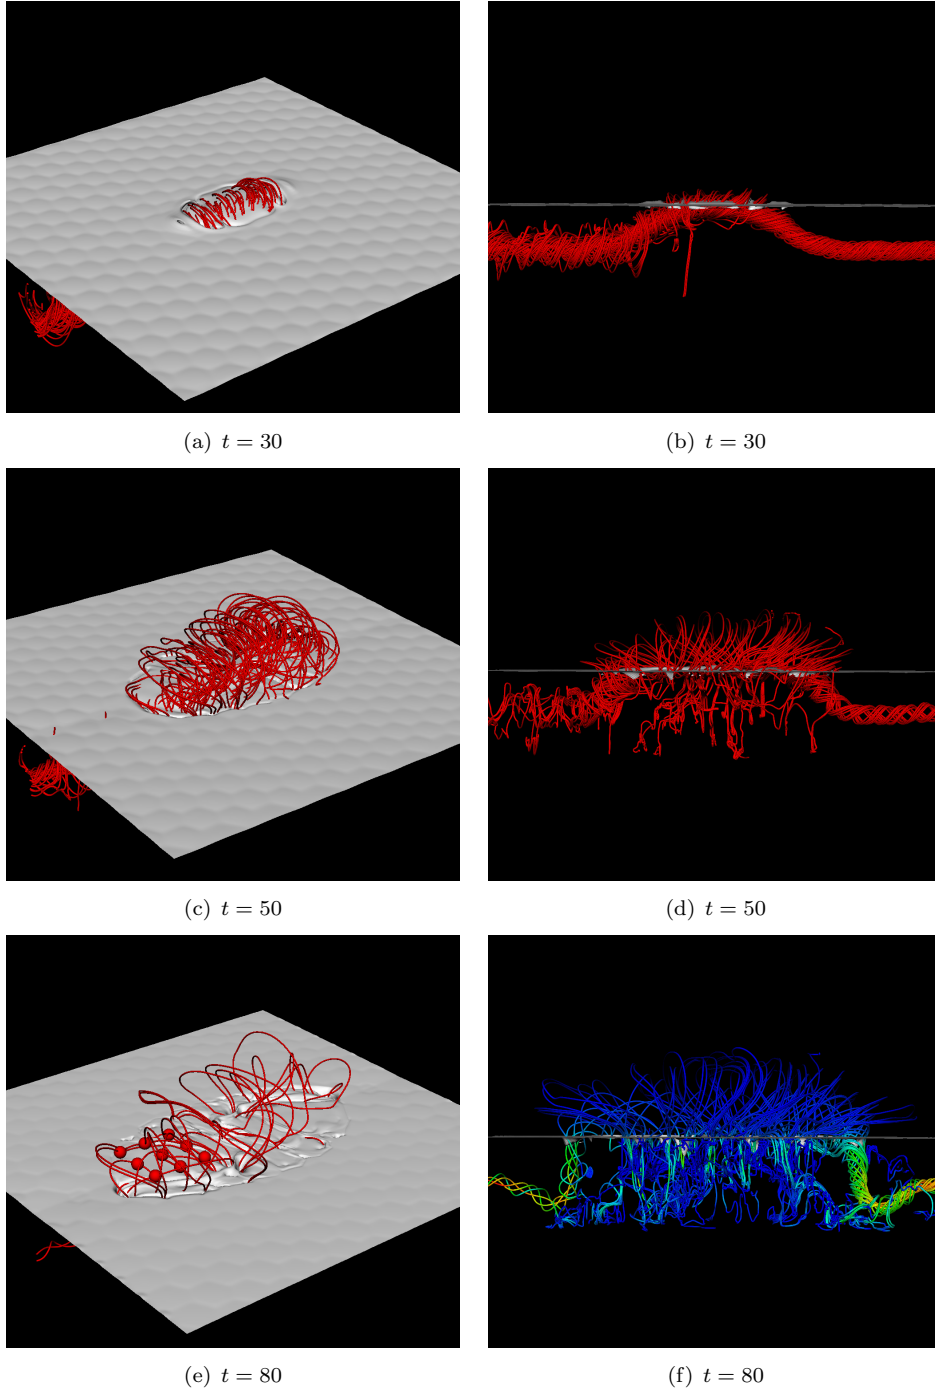 (a) t = 30
(b) t = 30
(c) t = 50
(d) t = 50
(e) t = 80
(f) t = 80